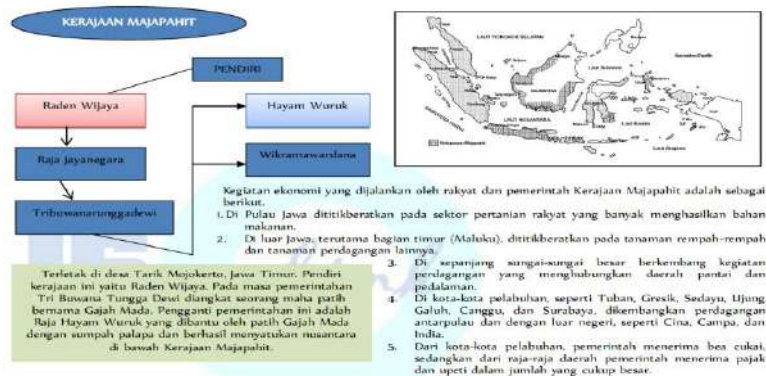 KERAJAAN MAJAPAHIT
PENDIRI
Raden Wijaya
Hayam Wuruk
Raja Jayanegara
Wikramawardana
Tribuwanarunggadewi
Terletak di desa Tarik Mojokerto, Jawa Timur. Pendiri
kerajaan ini yaitu Raden Wijaya. Pada masa pemerintahan
Tri Buwana Tungga Dewi diangkat seorang maha patih
bernama Gajah Mada. Pengganti pemerintahan ini adalah
Raja Hayam Wuruk yang dibantu oleh patih Gajah Mada
dengan sumpah palapa dan berhasil menyatukan nusantara
di bawah Kerajaan Majapahit.
LAUT TIONGKOK SELATAN
Kegiatan ekonomi yang dijalankan oleh rakyat dan pemerintah Kerajaan Majapahit adalah sebagai
berikut.
1. Di Pulau Jawa dititikberatkan pada sektor pertanian rakyat yang banyak menghasilkan bahan
makanan.
2. Di luar Jawa, terutama bagian timur (Maluku), dititikberatkan pada tanaman rempah-rempah
dan tanaman perdagangan lainnya.
3. Di sepanjang sungai-sungai besar berkembang kegiatan
perdagangan yang menghubungkan daerah pantai dan
pedalaman.
4. Di kota-kota pelabuhan, seperti Tuban, Gresik, Sedayu, Ujung
Galuh, Canggu, dan Surabaya, dikembangkan perdagangan
antarpulau dan dengan luar negeri, seperti Cina, Campa, dan
India.
5. Dari kota-kota pelabuhan, pemerintah menerima bea cukai,
sedangkan dari raja-raja daerah pemerintah menerima pajak
dan upeti dalam jumlah yang cukup besar.